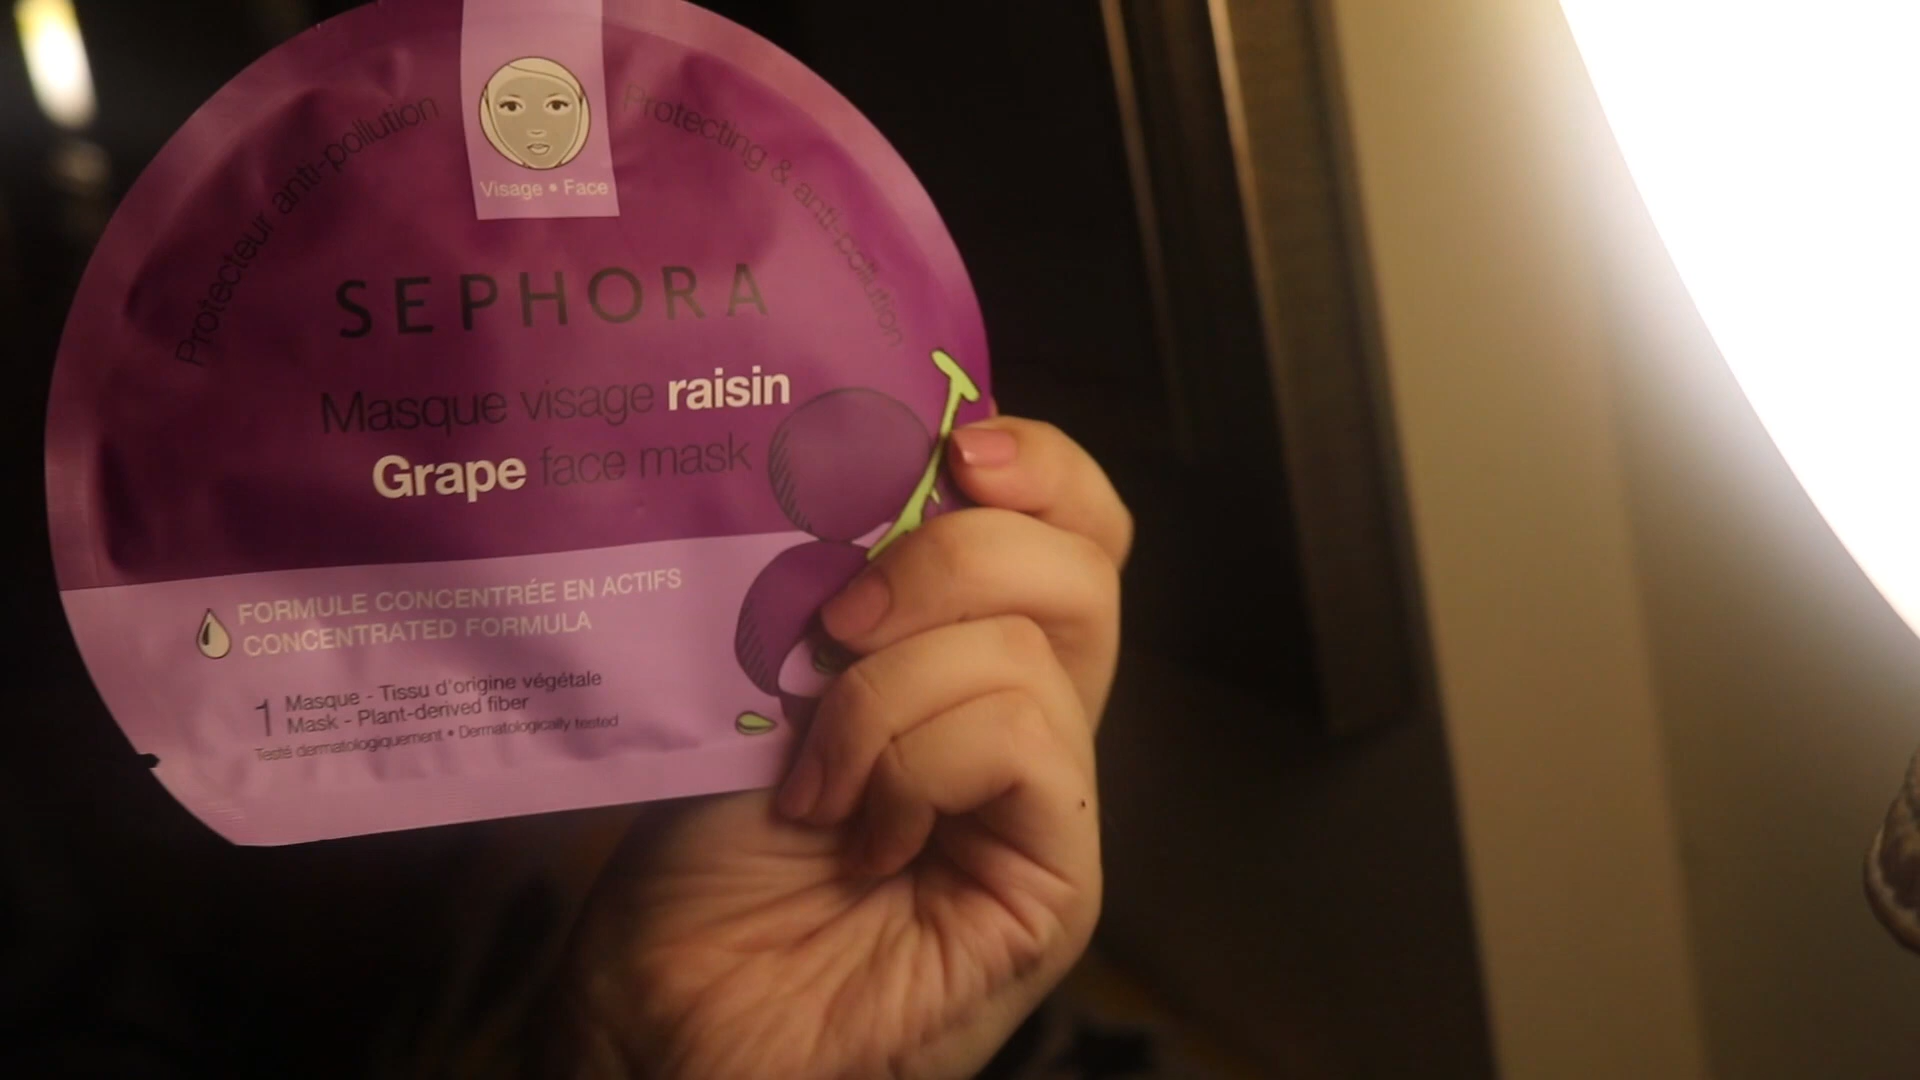 Protecteur anti-pollution
Protecting & anti-pollution
Visage • Face
SEPHORA
Masque visage raisin
Grape face mask
FORMULE CONCENTRÉE EN ACTIFS
CONCENTRATED FORMULA
1 Masque - Tissu d'origine végétale
Mask - Plant-derived fiber
Testé dermatologiquement • Dermatologically tested